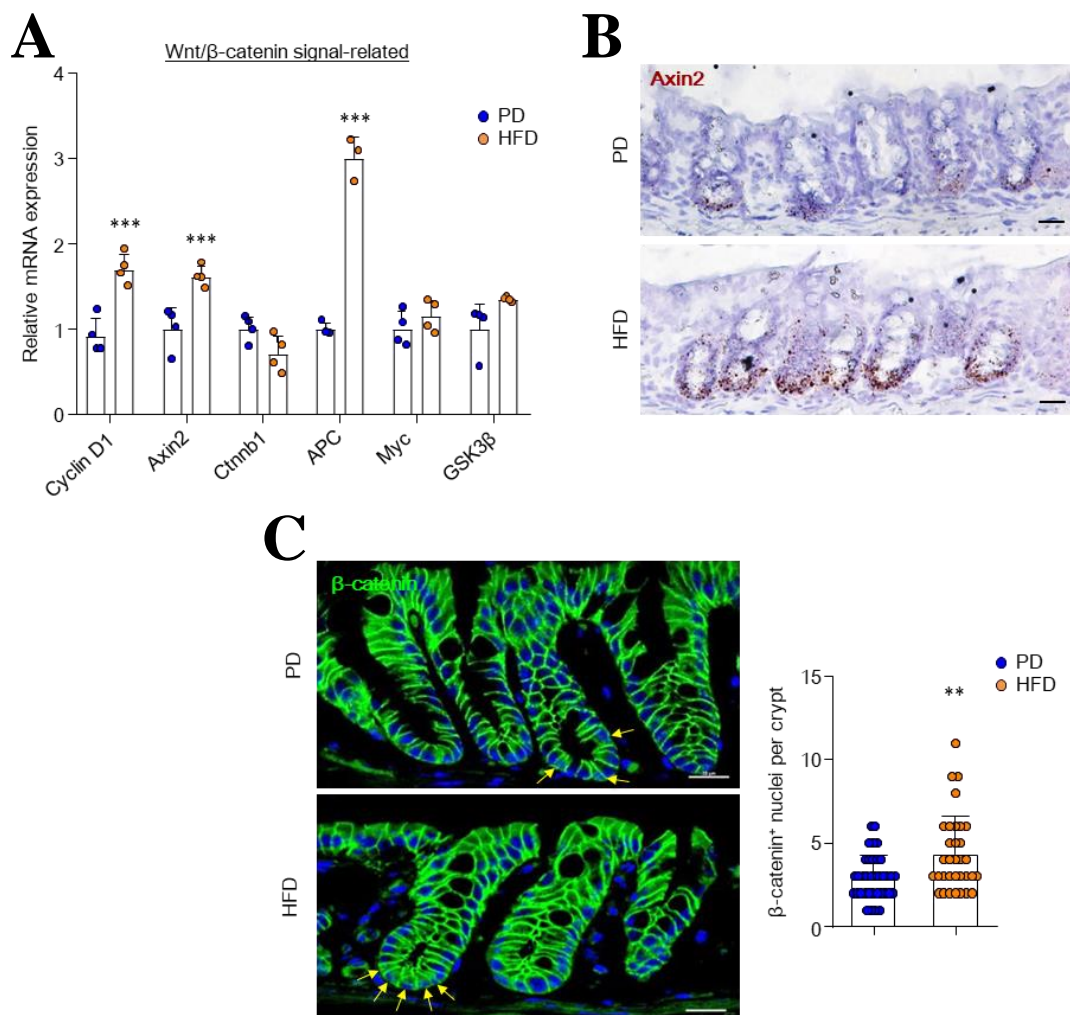 A
Wnt/β-catenin signal-related
Relative mRNA expression
4
3
2
1
0
PD
HFD
***
***
***
Cyclin D1
Axin2
Ctnnb1
APC
Myc
GSK3β
B
Axin2
PD
HFD
C
β-catenin
PD
HFD
β-catenin⁺ nuclei per crypt
15
10
5
0
PD
HFD
**